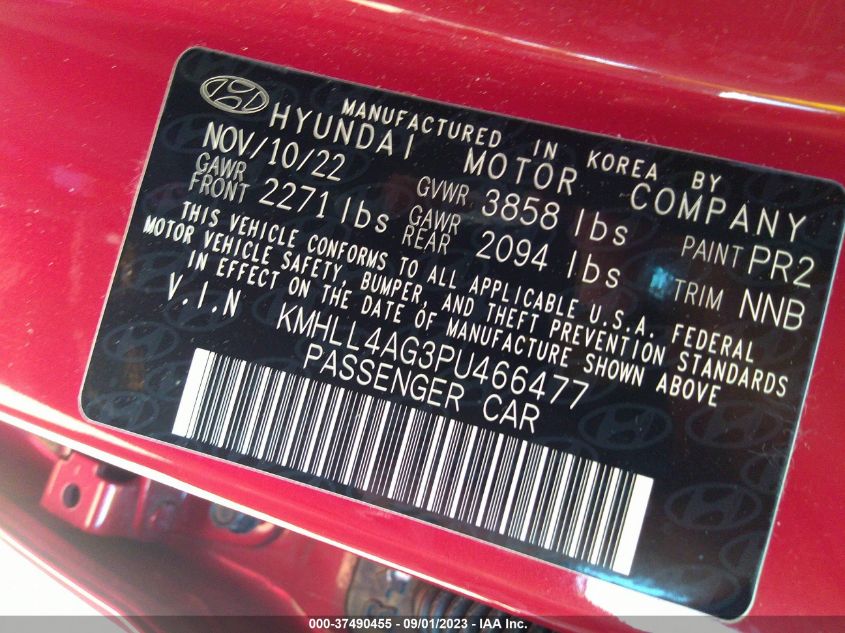 MANUFACTURED IN KOREA BY
HYUNDAI MOTOR COMPANY
NOV/10/22 GVWR 3858 lbs PAINT PR2
GAWR FRONT 2271 lbs GAWR REAR 2094 lbs TRIM NNB
THIS VEHICLE CONFORMS TO ALL APPLICABLE U.S.A. FEDERAL
MOTOR VEHICLE SAFETY, BUMPER, AND THEFT PREVENTION STANDARDS
IN EFFECT ON THE DATE OF MANUFACTURE SHOWN ABOVE
V.I.N KMHLL4AG3PU466477
PASSENGER CAR
000-37490455 - 09/01/2023 - IAA Inc.